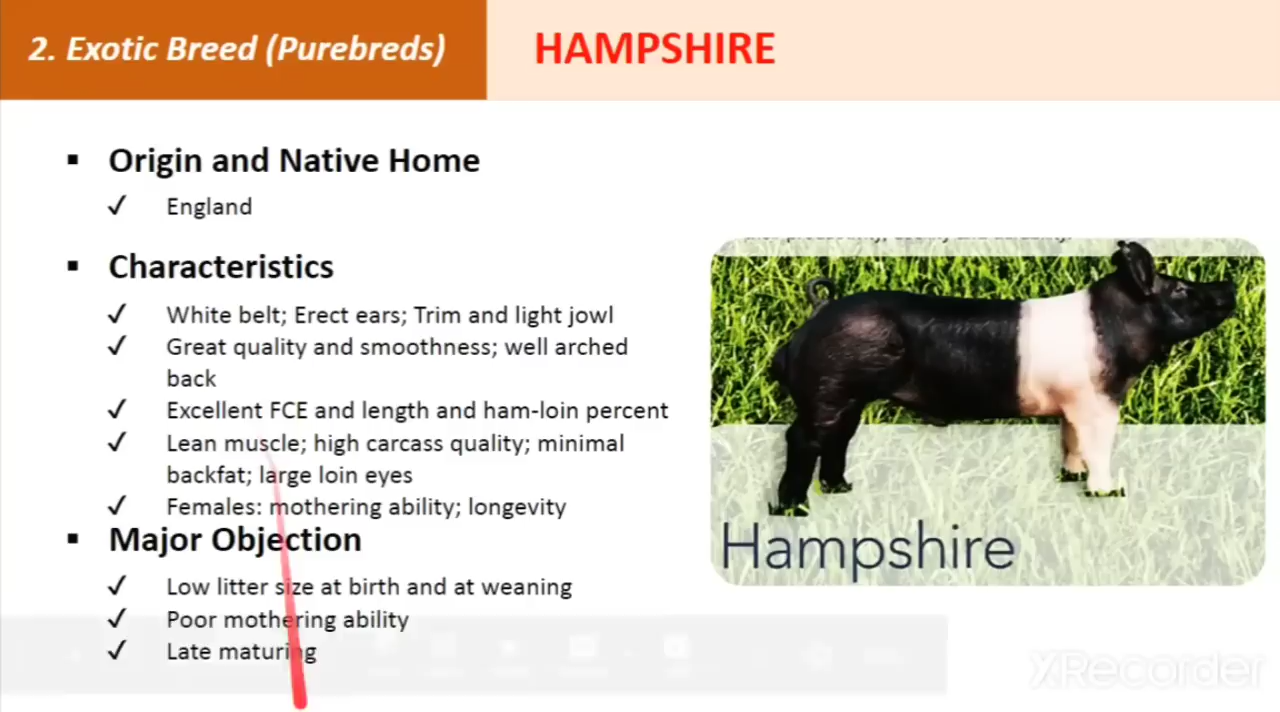 2. Exotic Breed (Purebreds)
HAMPSHIRE
▪ Origin and Native Home
✓ England
▪ Characteristics
✓ White belt; Erect ears; Trim and light jowl
✓ Great quality and smoothness; well arched
back
✓ Excellent FCE and length and ham-loin percent
✓ Lean muscle; high carcass quality; minimal
backfat; large loin eyes
✓ Females: mothering ability; longevity
▪ Major Objection
✓ Low litter size at birth and at weaning
✓ Poor mothering ability
✓ Late maturing
Hampshire
XRecorder